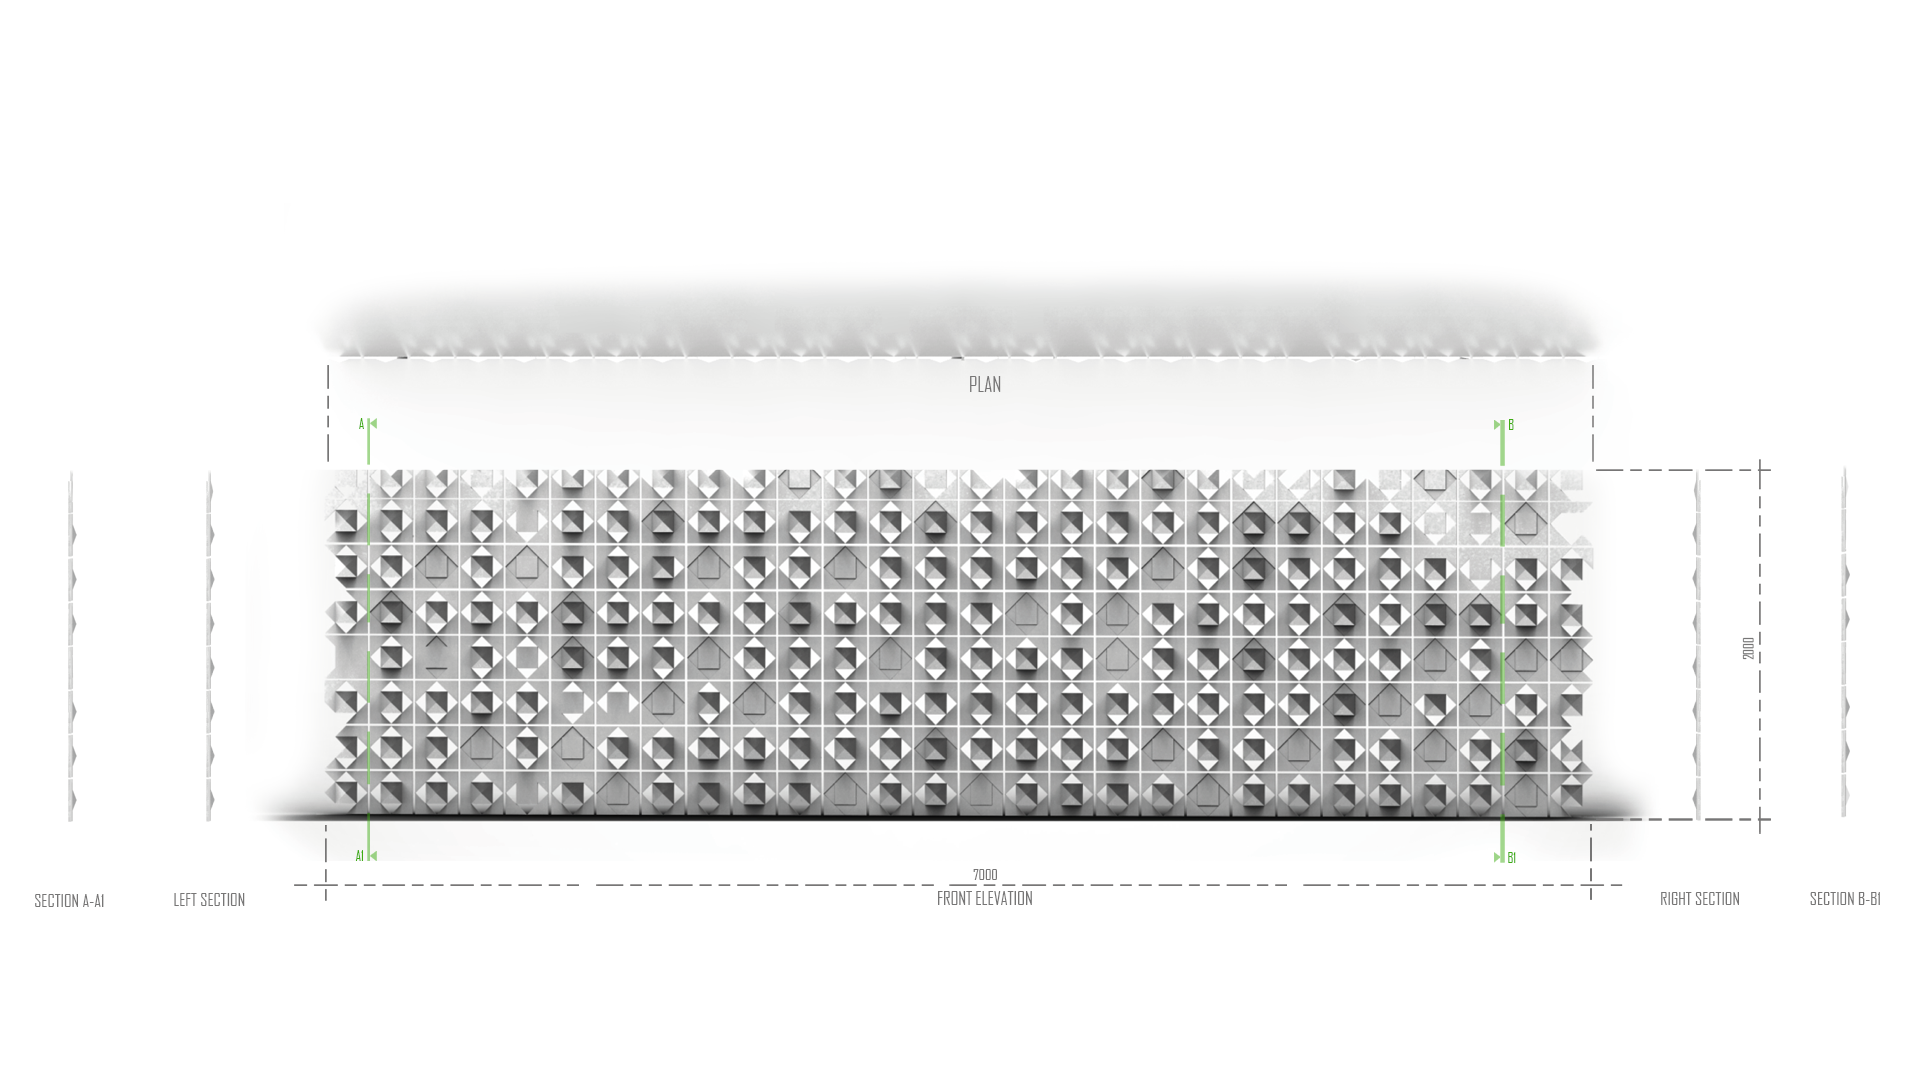 PLAN
A
B
2000
A1
B1
7000
FRONT ELEVATION
SECTION A-A1
LEFT SECTION
RIGHT SECTION
SECTION B-B1